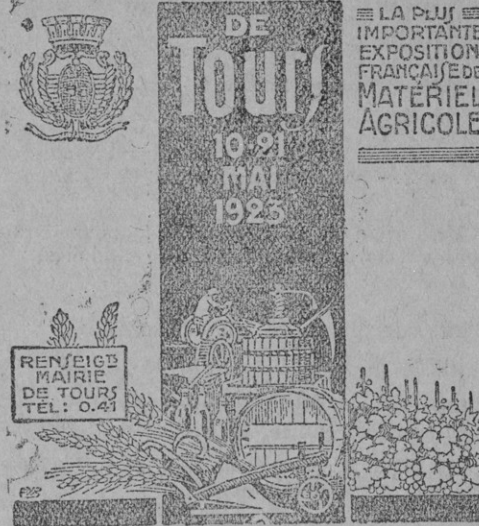 DE
Tours
10.21
MAI
1923
LA PLUS
IMPORTANTE
EXPOSITION
FRANÇAISE DE
MATÉRIEL
AGRICOLE
RENSEIGTS
MAIRIE
DE TOURS
TÉL: 0.41